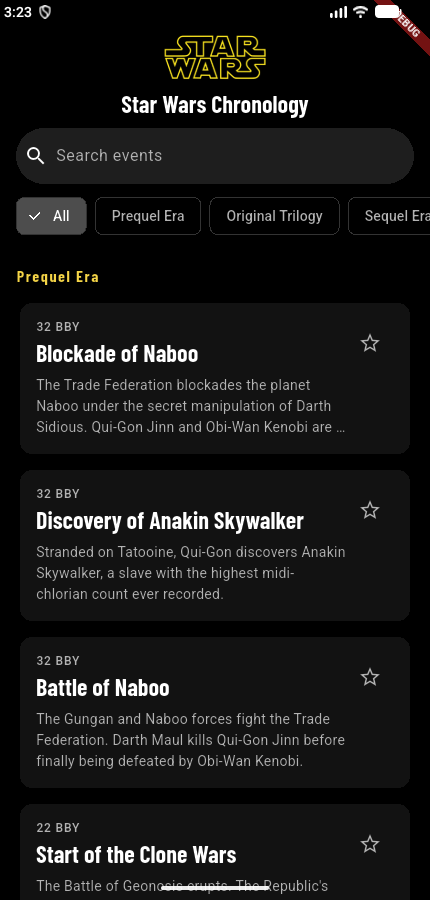 3:23
DEBUG
STAR
WARS
Star Wars Chronology
Search events
All
Prequel Era
Original Trilogy
Sequel Era
Prequel Era
32 BBY
Blockade of Naboo
The Trade Federation blockades the planet
Naboo under the secret manipulation of Darth
Sidious. Qui-Gon Jinn and Obi-Wan Kenobi are …
32 BBY
Discovery of Anakin Skywalker
Stranded on Tatooine, Qui-Gon discovers Anakin
Skywalker, a slave with the highest midi-
chlorian count ever recorded.
32 BBY
Battle of Naboo
The Gungan and Naboo forces fight the Trade
Federation. Darth Maul kills Qui-Gon Jinn before
finally being defeated by Obi-Wan Kenobi.
22 BBY
Start of the Clone Wars
The Battle of Geonosis erupts. The Republic's